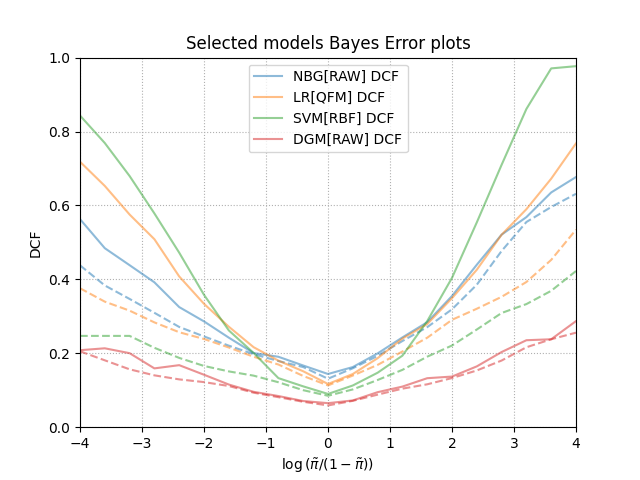 Selected models Bayes Error plots
1.0
0.8
0.6
0.4
0.2
0.0
DCF
NBG[RAW] DCF
LR[QFM] DCF
SVM[RBF] DCF
DGM[RAW] DCF
−4 −3 −2 −1 0 1 2 3 4
log (π̃/(1 − π̃))